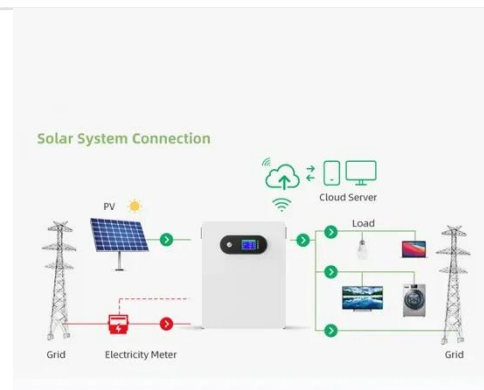 Solar System Connection
Cloud Server
PV
Load
Grid
Electricity Meter
Grid